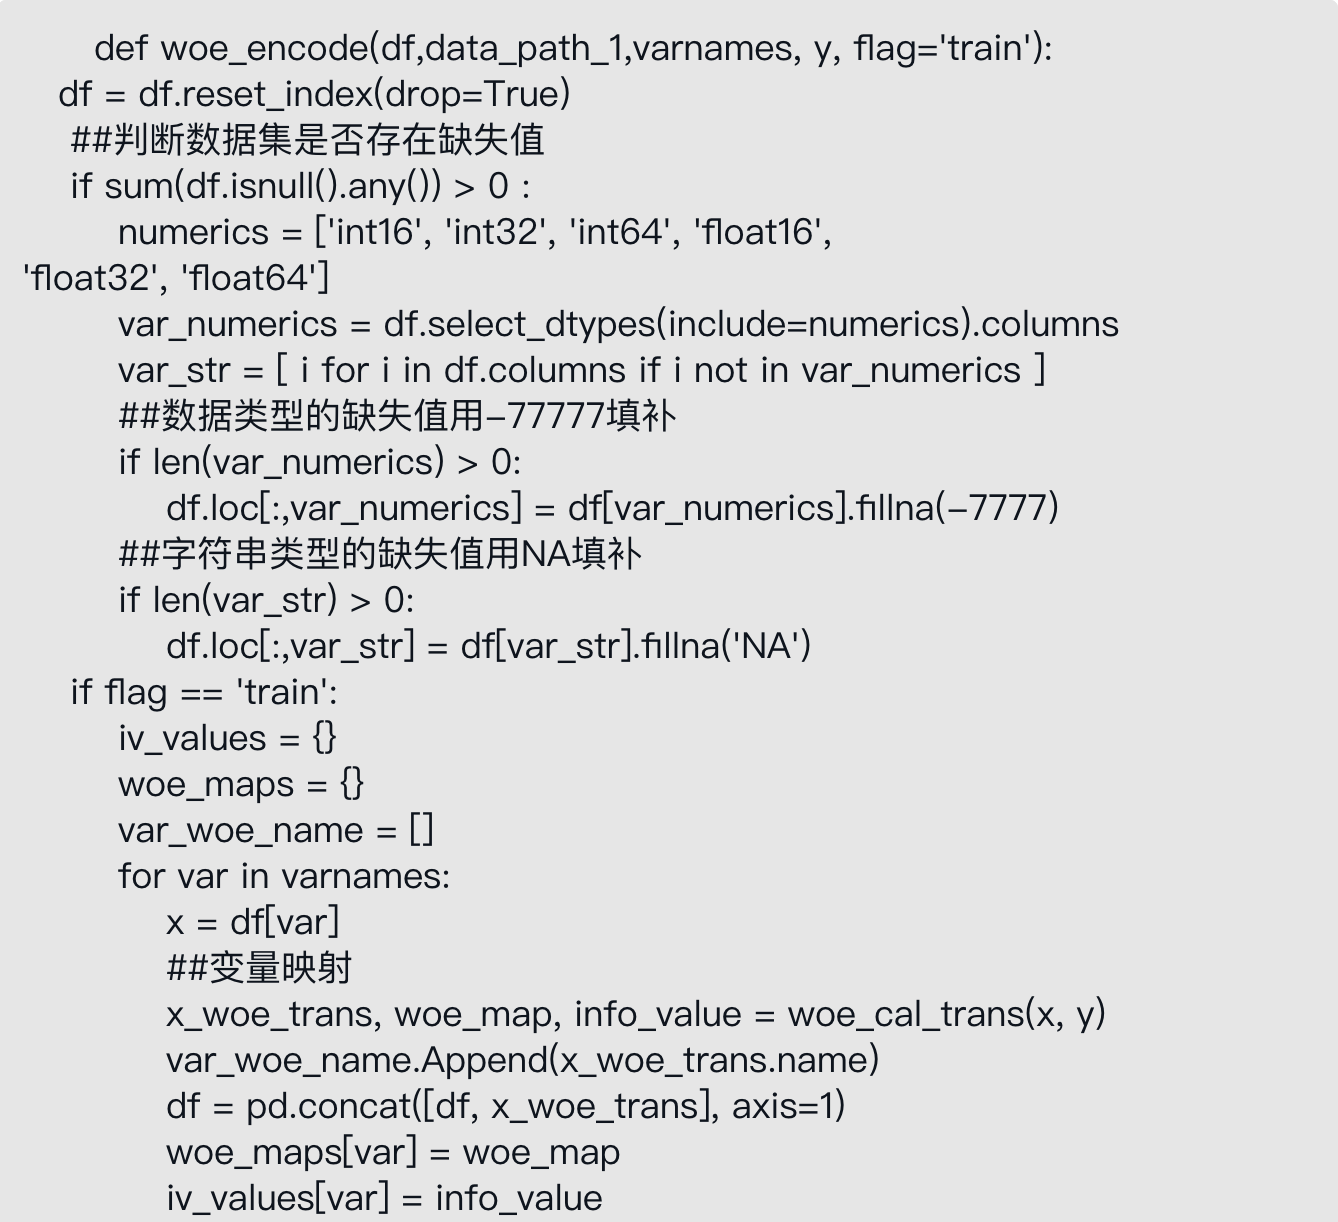 def woe_encode(df,data_path_1,varnames, y, flag='train'):
df = df.reset_index(drop=True)
##判断数据集是否存在缺失值
if sum(df.isnull().any()) > 0 :
numerics = ['int16', 'int32', 'int64', 'float16',
'float32', 'float64']
var_numerics = df.select_dtypes(include=numerics).columns
var_str = [ i for i in df.columns if i not in var_numerics ]
##数据类型的缺失值用-77777填补
if len(var_numerics) > 0:
df.loc[:,var_numerics] = df[var_numerics].fillna(-7777)
##字符串类型的缺失值用NA填补
if len(var_str) > 0:
df.loc[:,var_str] = df[var_str].fillna('NA')
if flag == 'train':
iv_values = {}
woe_maps = {}
var_woe_name = []
for var in varnames:
x = df[var]
##变量映射
x_woe_trans, woe_map, info_value = woe_cal_trans(x, y)
var_woe_name.Append(x_woe_trans.name)
df = pd.concat([df, x_woe_trans], axis=1)
woe_maps[var] = woe_map
iv_values[var] = info_value